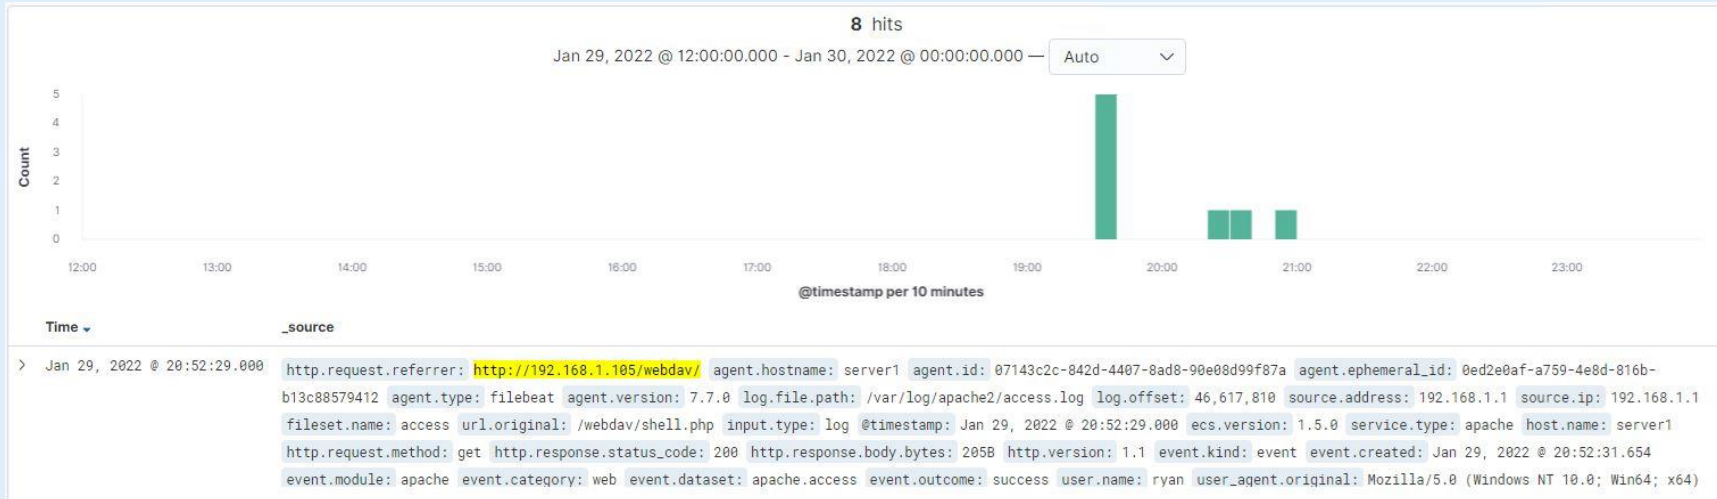 8 hits
Jan 29, 2022 @ 12:00:00.000 - Jan 30, 2022 @ 00:00:00.000 — Auto
5
4
3
2
1
0
Count
12:00 13:00 14:00 15:00 16:00 17:00 18:00 19:00 20:00 21:00 22:00 23:00
@timestamp per 10 minutes
Time _source
Jan 29, 2022 @ 20:52:29.000 http.request.referrer: http://192.168.1.105/webdav/ agent.hostname: server1 agent.id: 07143c2c-842d-4407-8ad8-90e08d99f87a agent.ephemeral_id: 0ed2e0af-a759-4e8d-816b-
b13c88579412 agent.type: filebeat agent.version: 7.7.0 log.file.path: /var/log/apache2/access.log log.offset: 46,617,810 source.address: 192.168.1.1 source.ip: 192.168.1.1
fileset.name: access url.original: /webdav/shell.php input.type: log @timestamp: Jan 29, 2022 @ 20:52:29.000 ecs.version: 1.5.0 service.type: apache host.name: server1
http.request.method: get http.response.status_code: 200 http.response.body.bytes: 205B http.version: 1.1 event.kind: event event.created: Jan 29, 2022 @ 20:52:31.654
event.module: apache event.category: web event.dataset: apache.access event.outcome: success user.name: ryan user_agent.original: Mozilla/5.0 (Windows NT 10.0; Win64; x64)